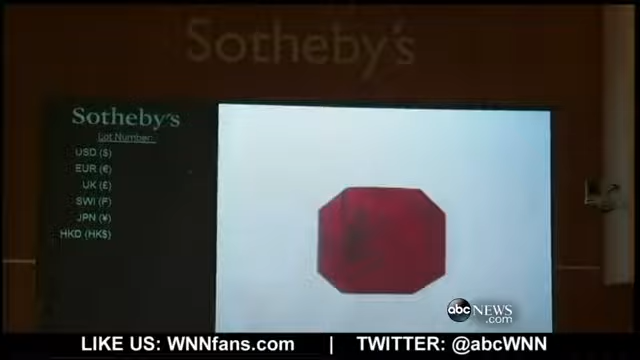 Sotheby's
Sotheby's
Lot Number:
USD ($)
EUR (€)
UK (£)
SWI (F)
JPN (¥)
HKD (HK$)
abc NEWS
.com
LIKE US: WNNfans.com | TWITTER: @abcWNN